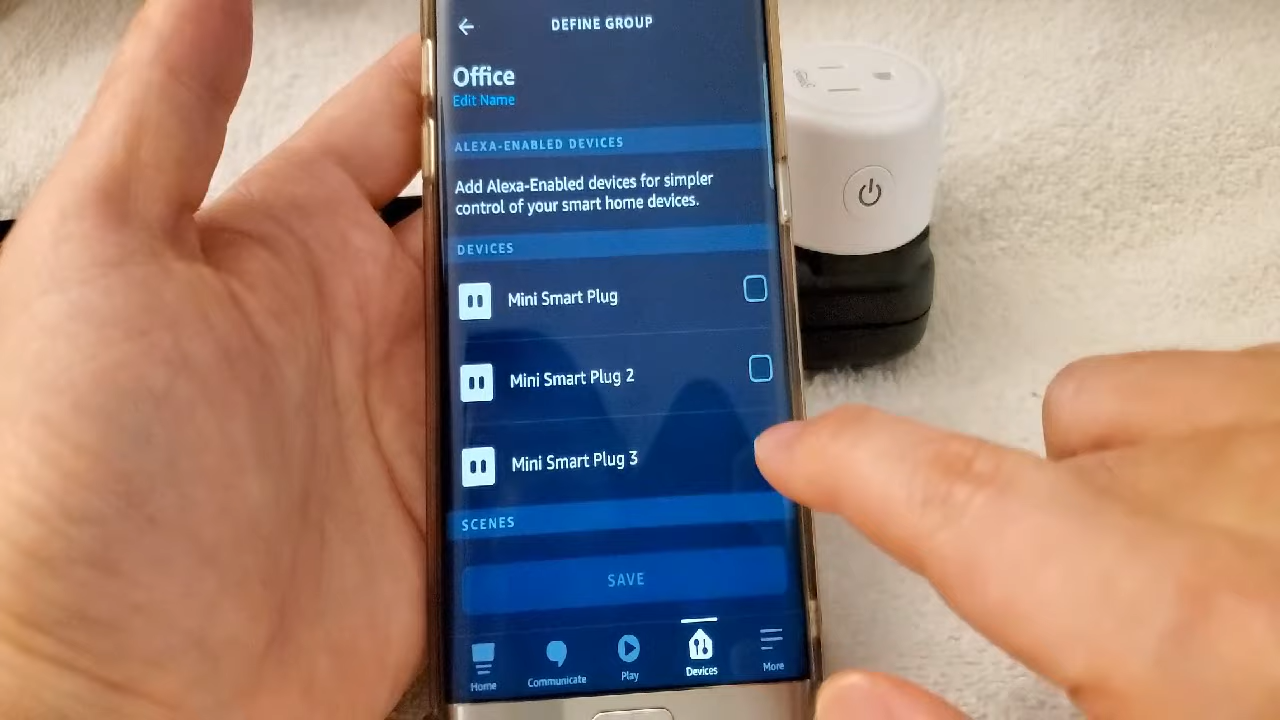 DEFINE GROUP
Office
Edit Name
ALEXA-ENABLED DEVICES
Add Alexa-Enabled devices for simpler
control of your smart home devices.
DEVICES
Mini Smart Plug
Mini Smart Plug 2
Mini Smart Plug 3
SCENES
SAVE
Home
Communicate
Play
Devices
More